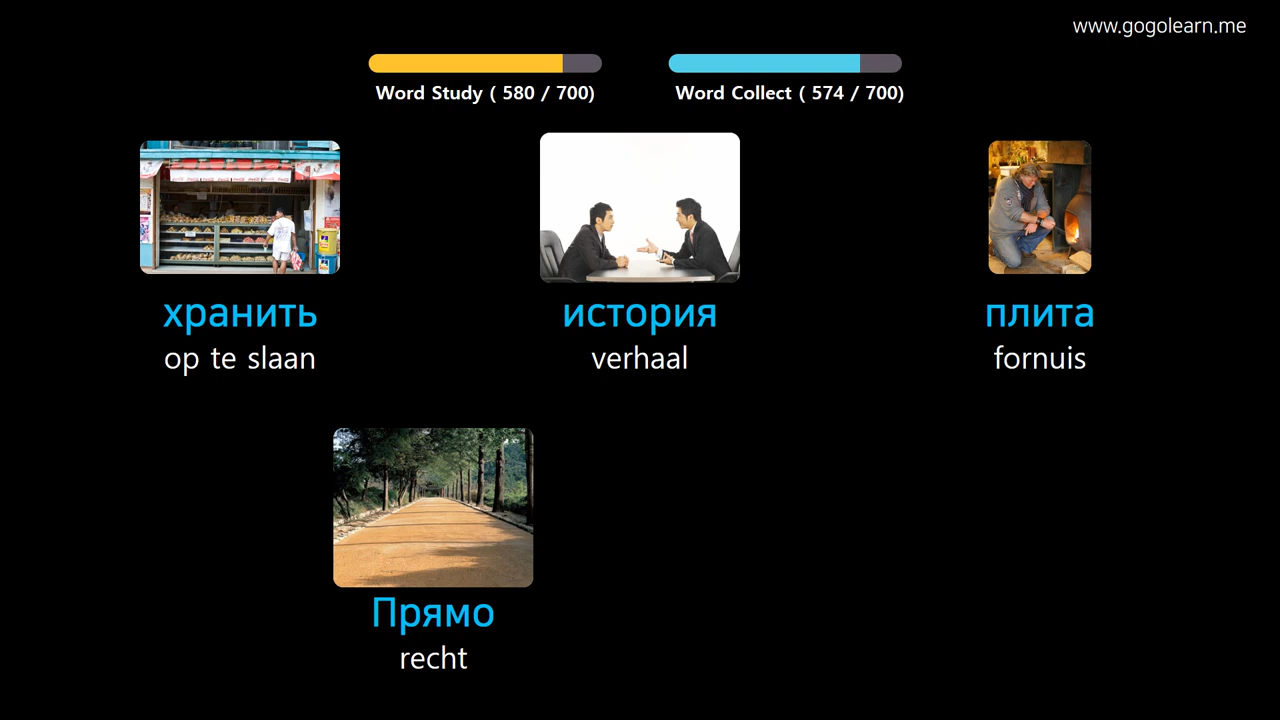 www.gogolearn.me
Word Study ( 580 / 700)
Word Collect ( 574 / 700)
хранить
op te slaan
история
verhaal
плита
fornuis
Прямо
recht